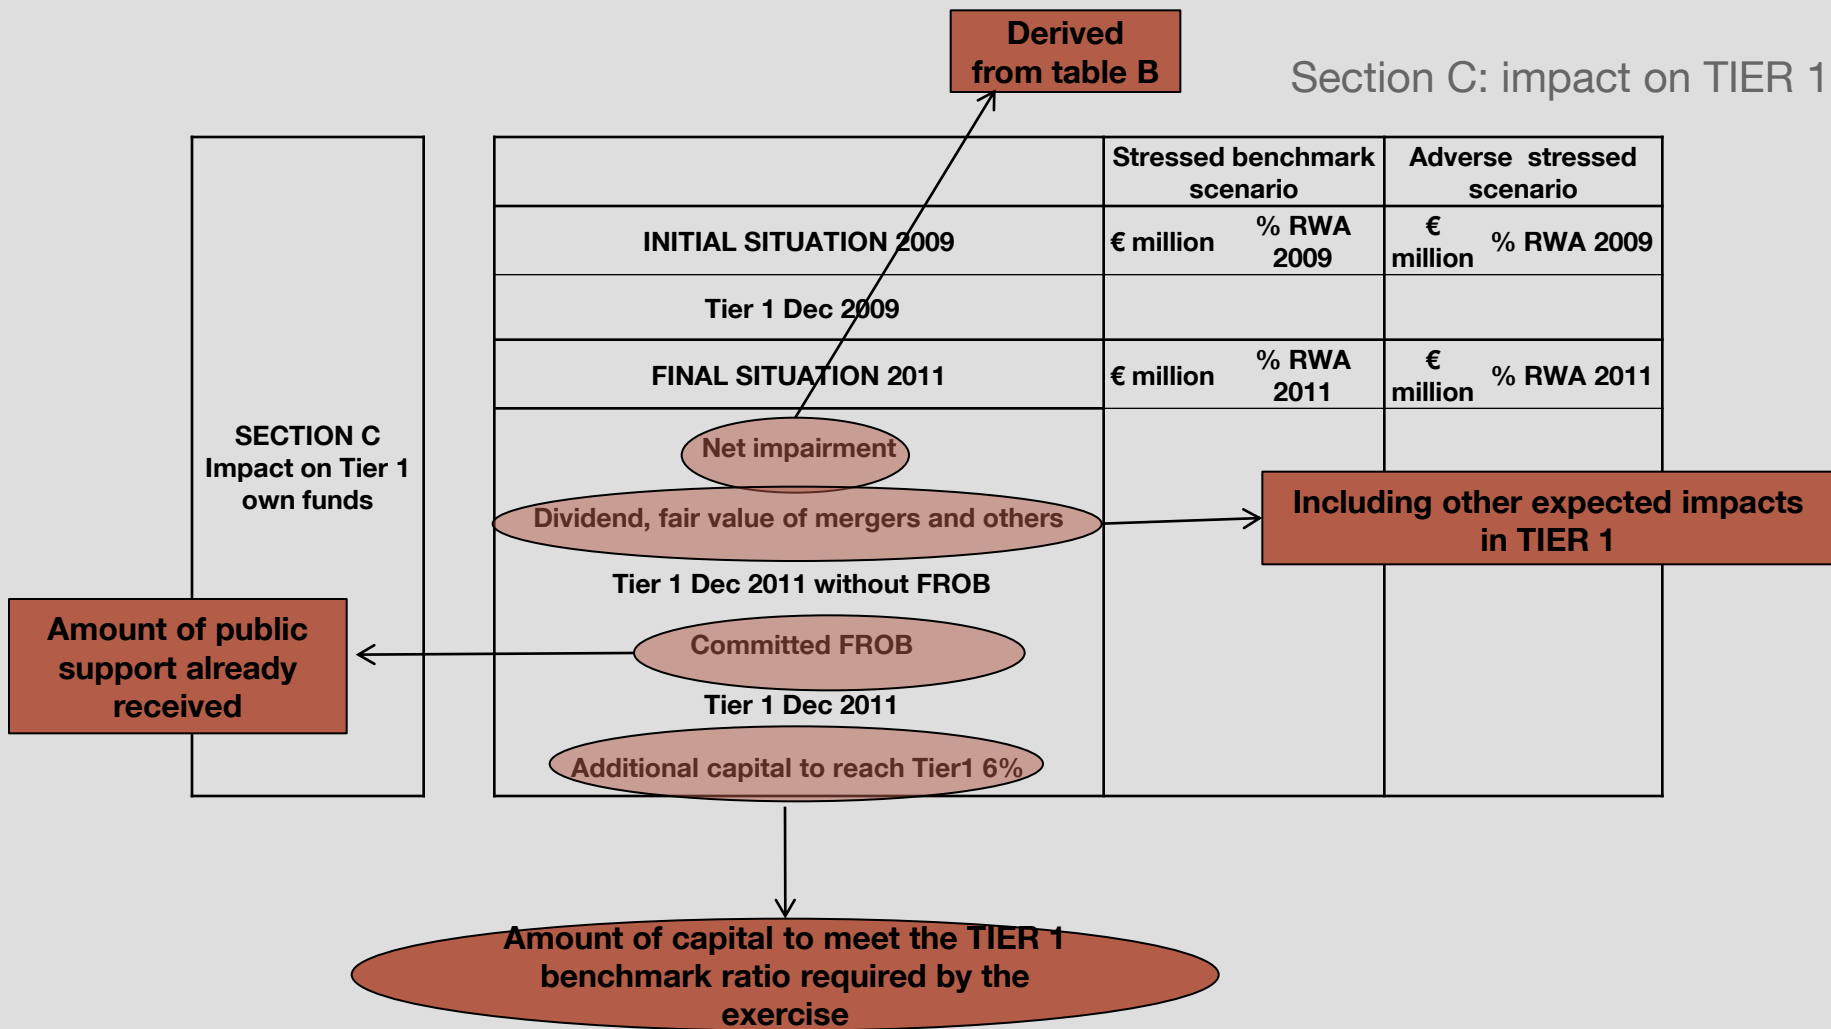 Derived
from table B
Section C: impact on TIER 1
Stressed benchmark
scenario
Adverse stressed
scenario
INITIAL SITUATION 2009
€ million
% RWA
2009
€
million
% RWA 2009
Tier 1 Dec 2009
FINAL SITUATION 2011
€ million
% RWA
2011
€
million
% RWA 2011
SECTION C
Impact on Tier 1
own funds
Net impairment
Dividend, fair value of mergers and others
Including other expected impacts
in TIER 1
Tier 1 Dec 2011 without FROB
Amount of public
support already
received
Committed FROB
Tier 1 Dec 2011
Additional capital to reach Tier1 6%
Amount of capital to meet the TIER 1
benchmark ratio required by the
exercise